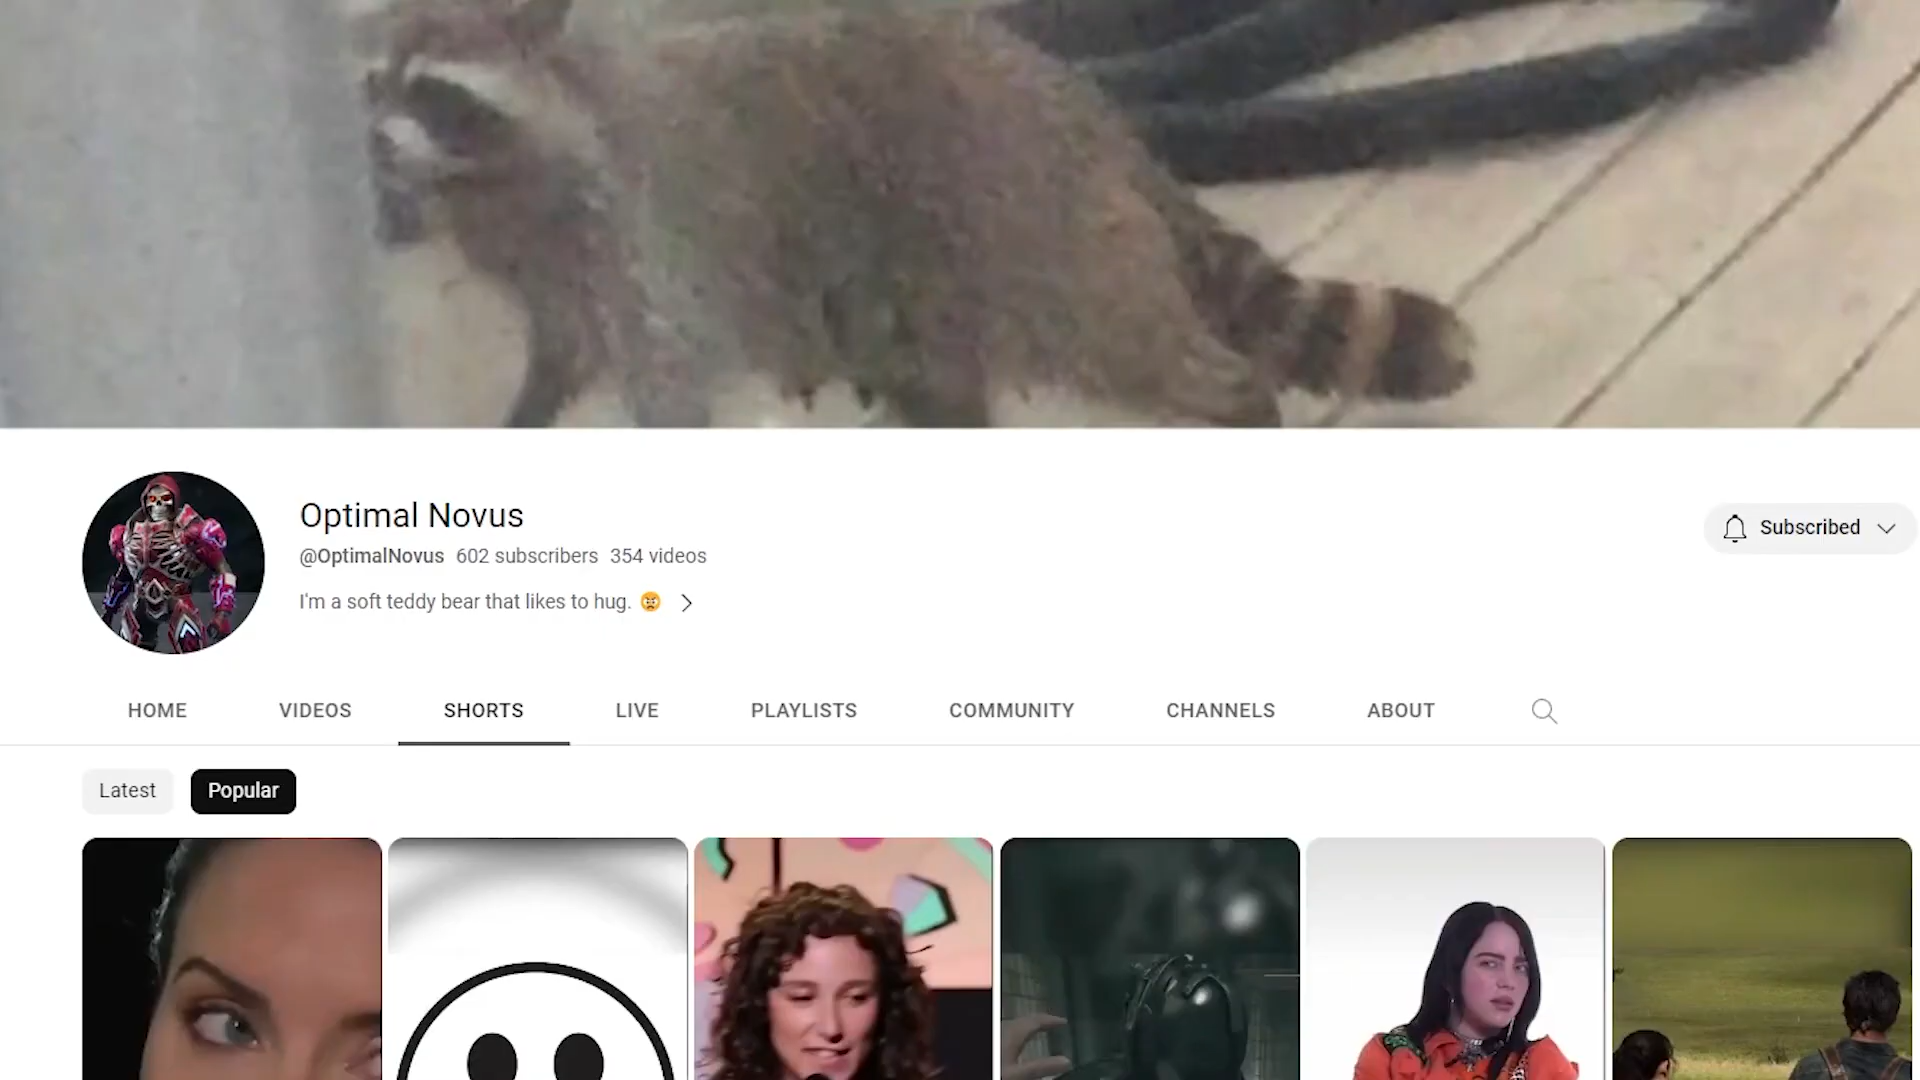 Optimal Novus
@OptimalNovus 602 subscribers 354 videos
I'm a soft teddy bear that likes to hug. 😠
Subscribed
HOME VIDEOS SHORTS LIVE PLAYLISTS COMMUNITY CHANNELS ABOUT
Latest Popular